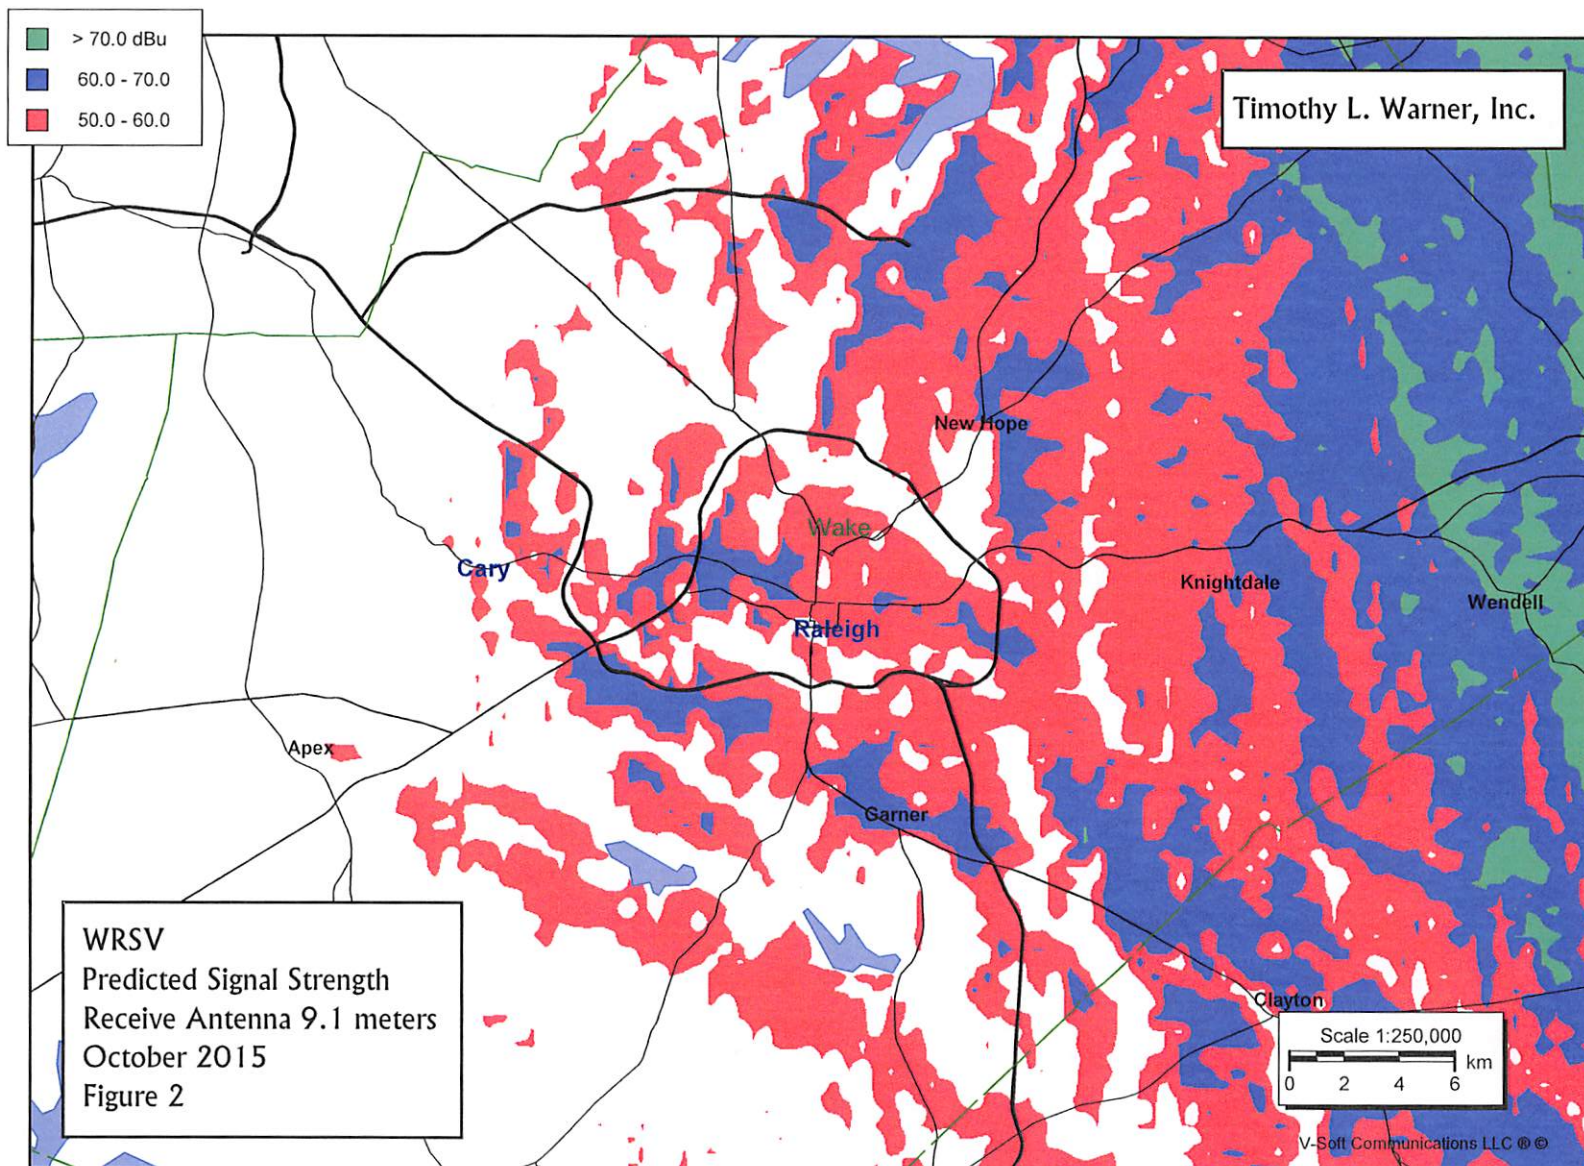 > 70.0 dBu
60.0 - 70.0
50.0 - 60.0
Timothy L. Warner, Inc.
New Hope
Wake
Cary
Knightdale
Wendell
Raleigh
Apex
Garner
WRSV
Predicted Signal Strength
Receive Antenna 9.1 meters
October 2015
Figure 2
Clayton
Scale 1:250,000
km
0 2 4 6
V-Soft Communications LLC ® ©